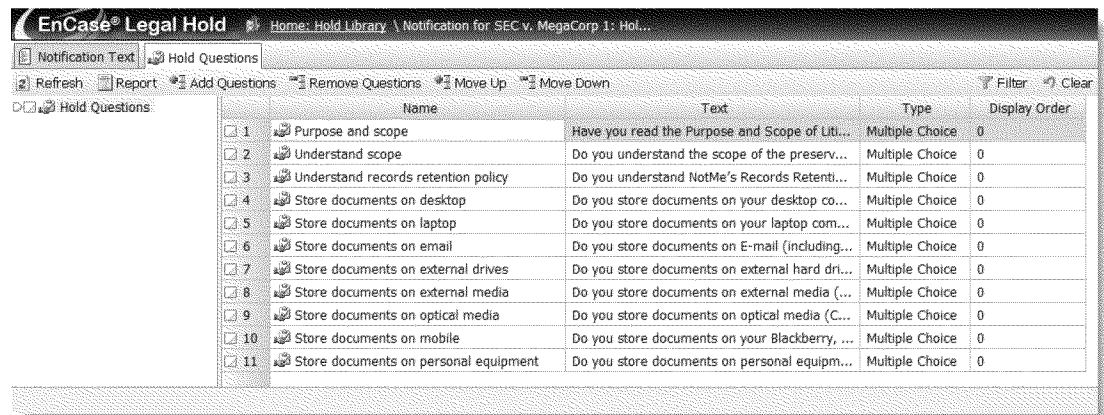 EnCase® Legal Hold Home: Hold Library \ Notification for SEC v. MegaCorp 1: Hol...
Notification Text Hold Questions
Refresh Report Add Questions Remove Questions Move Up Move Down Filter Clear
Hold Questions
Name Text Type Display Order
1 Purpose and scope Have you read the Purpose and Scope of Liti... Multiple Choice 0
2 Understand scope Do you understand the scope of the preserv... Multiple Choice 0
3 Understand records retention policy Do you understand NotMe's Records Retenti... Multiple Choice 0
4 Store documents on desktop Do you store documents on your desktop co... Multiple Choice 0
5 Store documents on laptop Do you store documents on your laptop com... Multiple Choice 0
6 Store documents on email Do you store documents on E-mail (including... Multiple Choice 0
7 Store documents on external drives Do you store documents on external hard dri... Multiple Choice 0
8 Store documents on external media Do you store documents on external media (... Multiple Choice 0
9 Store documents on optical media Do you store documents on optical media (C... Multiple Choice 0
10 Store documents on mobile Do you store documents on your Blackberry, ... Multiple Choice 0
11 Store documents on personal equipment Do you store documents on personal equipm... Multiple Choice 0